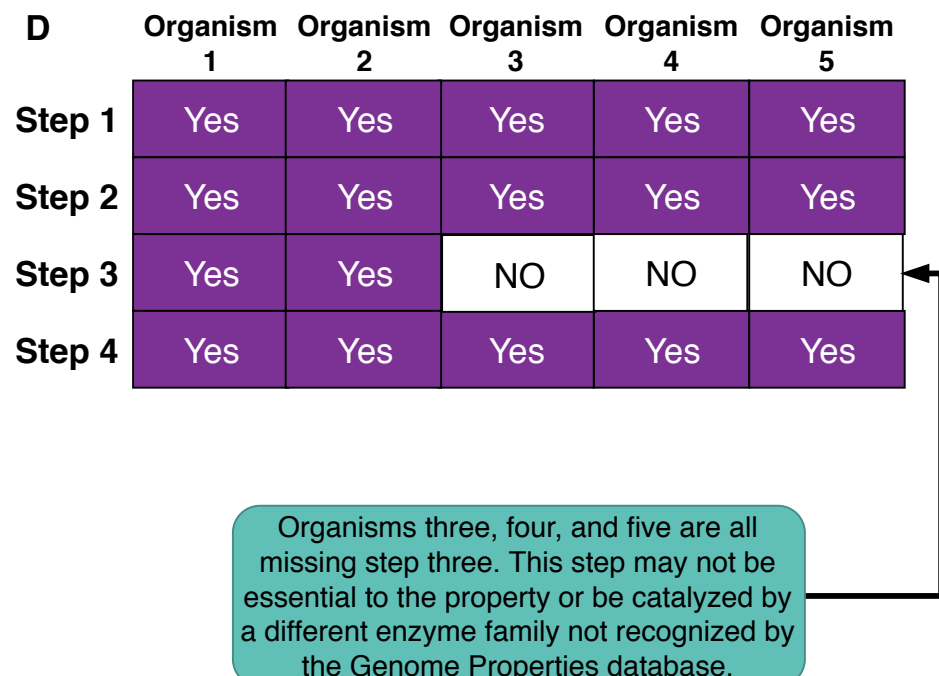 D Organism Organism Organism Organism Organism
1 2 3 4 5
Step 1 Yes Yes Yes Yes Yes
Step 2 Yes Yes Yes Yes Yes
Step 3 Yes Yes NO NO NO
Step 4 Yes Yes Yes Yes Yes
Organisms three, four, and five are all
missing step three. This step may not be
essential to the property or be catalyzed by
a different enzyme family not recognized by
the Genome Properties database.